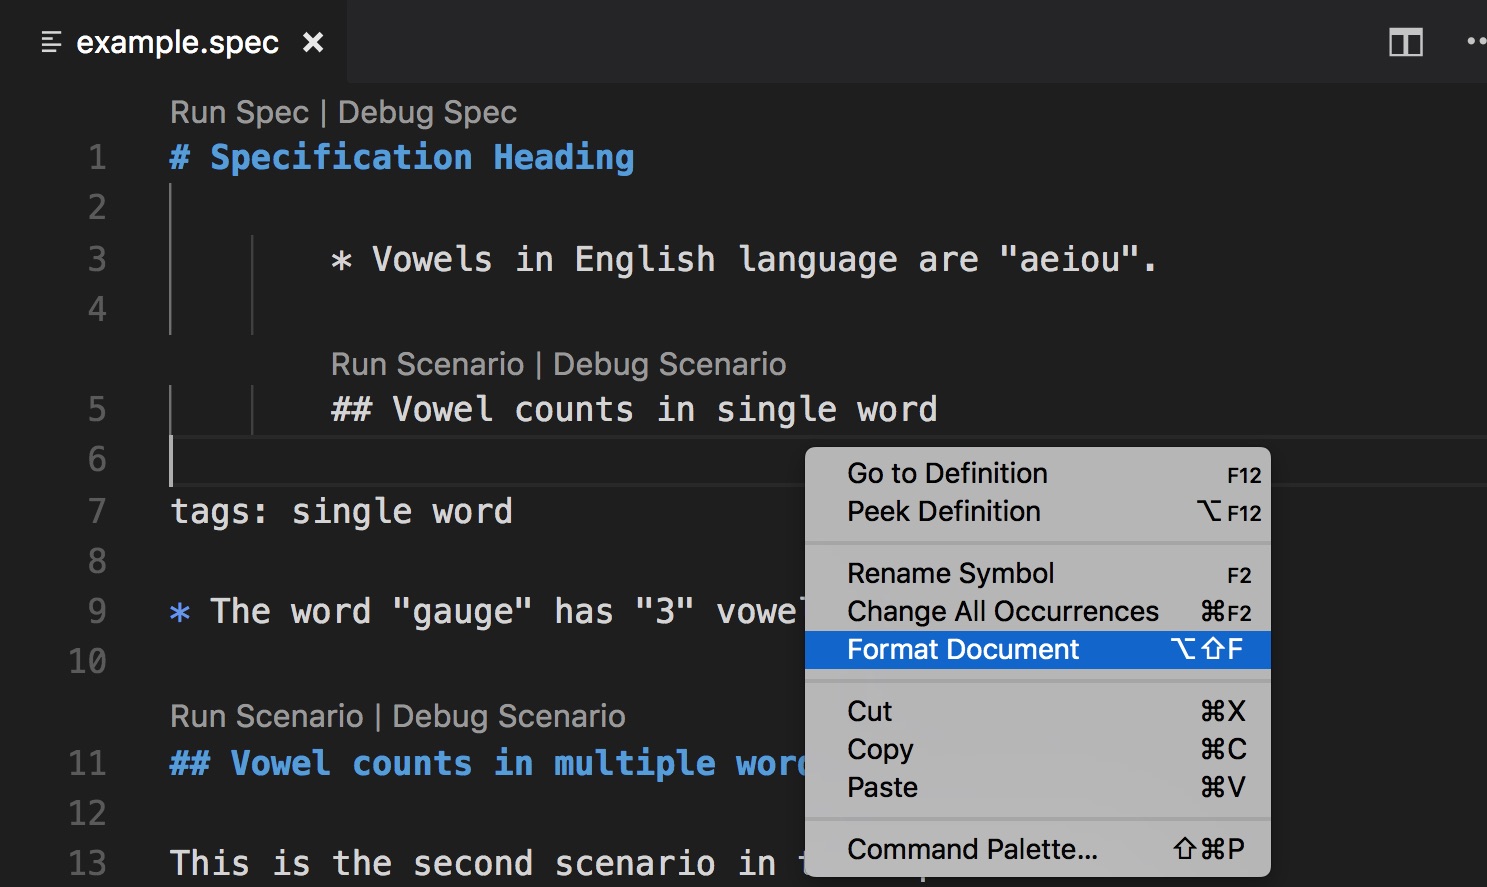 example.spec
Run Spec | Debug Spec
1 # Specification Heading
2
3 * Vowels in English language are "aeiou".
4
Run Scenario | Debug Scenario
5 ## Vowel counts in single word
6
7 tags: single word
8
9 * The word "gauge" has "3"
10
Run Scenario | Debug Scenario
11 ## Vowel counts in multiple
12
13 This is the second scenario in
Go to Definition F12
Peek Definition ⌥F12
Rename Symbol F2
Change All Occurrences ⌘F2
Format Document ⌥⇧F
Cut ⌘X
Copy ⌘C
Paste ⌘V
Command Palette... ⇧⌘P